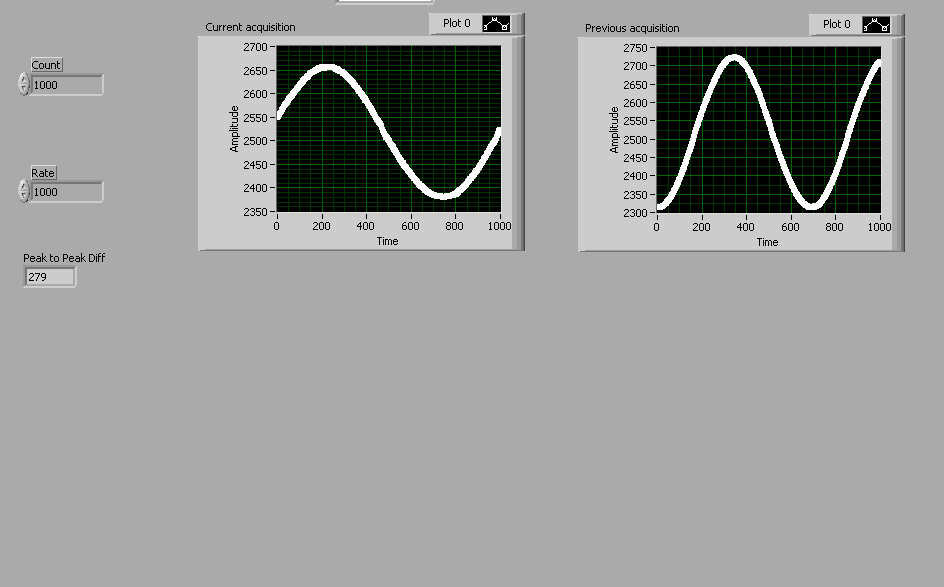 Current acquisition
Plot 0
2700
2650
2600
2550
2500
2450
2400
2350
Amplitude
0 200 400 600 800 1000
Time
Previous acquisition
Plot 0
2750
2700
2650
2600
2550
2500
2450
2400
2350
2300
Amplitude
0 200 400 600 800 1000
Time
Count
1000
Rate
1000
Peak to Peak Diff
279